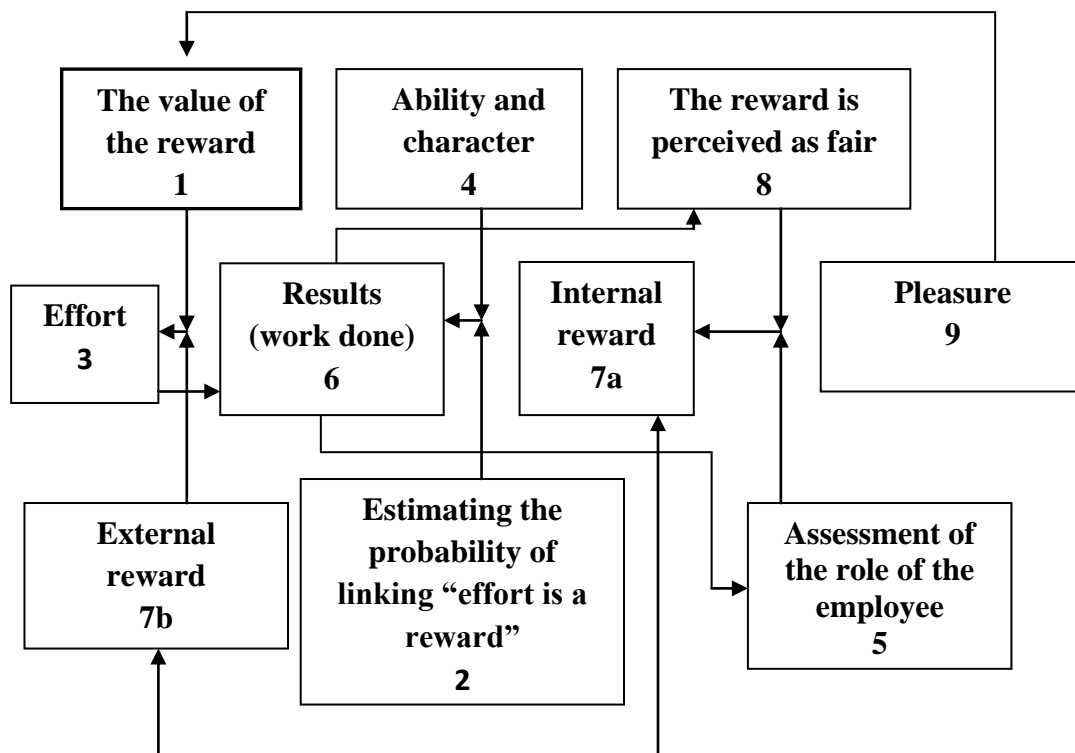 The value of
the reward
1
Ability and
character
4
The reward is
perceived as fair
8
Effort
3
Results
(work done)
6
Internal
reward
7a
Pleasure
9
External
reward
7b
Estimating the
probability of
linking “effort is a
reward”
2
Assessment of
the role of the
employee
5